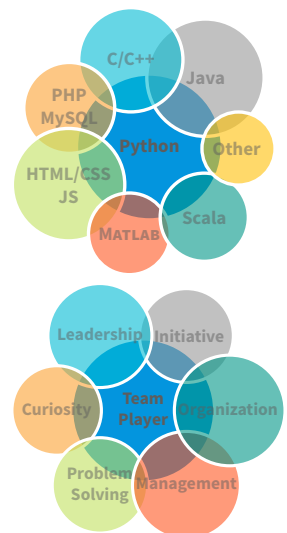 C/C++
Java
PHP
MySQL
Python
Other
HTML/CSS
JS
Scala
MATLAB
Leadership
Initiative
Team
Player
Curiosity
Organization
Problem
Solving
Management